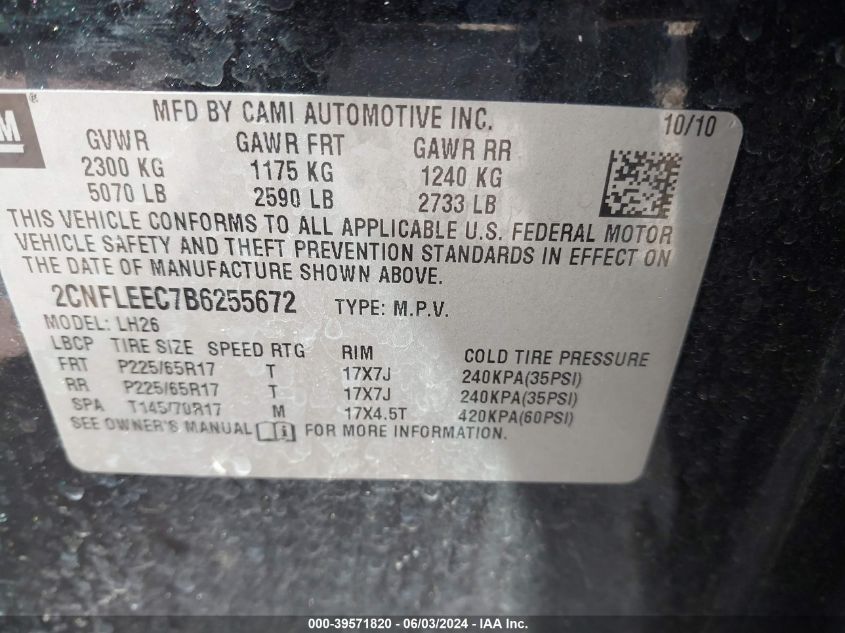 GM®
MFD BY CAMI AUTOMOTIVE INC. 10/10
GVWR GAWR FRT GAWR RR
2300 KG 1175 KG 1240 KG
5070 LB 2590 LB 2733 LB
THIS VEHICLE CONFORMS TO ALL APPLICABLE U.S. FEDERAL MOTOR
VEHICLE SAFETY AND THEFT PREVENTION STANDARDS IN EFFECT ON
THE DATE OF MANUFACTURE SHOWN ABOVE.
2CNFLEEC7B6255672 TYPE: M.P.V.
MODEL: LH26
LBCP TIRE SIZE SPEED RTG RIM COLD TIRE PRESSURE
FRT P225/65R17 T 17X7J 240KPA(35PSI)
RR P225/65R17 T 17X7J 240KPA(35PSI)
SPA T145/70R17 M 17X4.5T 420KPA(60PSI)
SEE OWNER'S MANUAL FOR MORE INFORMATION.
000-39571820 - 06/03/2024 - IAA Inc.